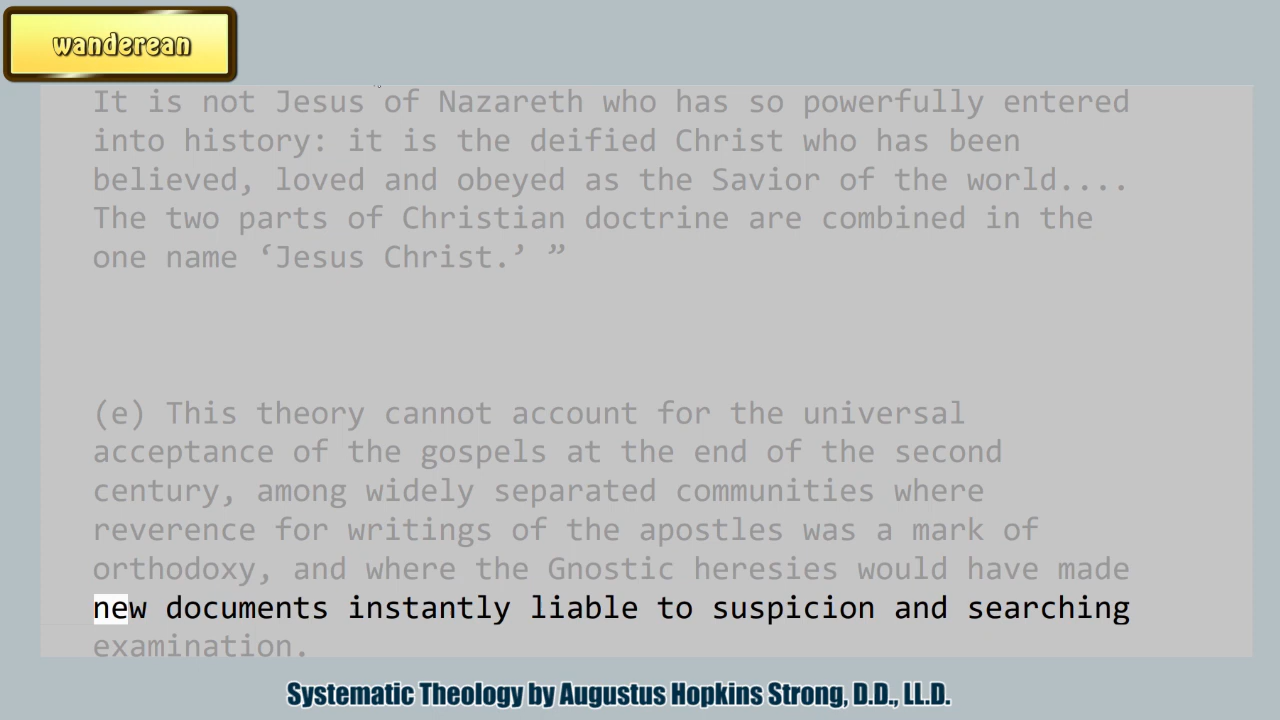 wanderean
It is not Jesus of Nazareth who has so powerfully entered
into history: it is the deified Christ who has been
believed, loved and obeyed as the Savior of the world....
The two parts of Christian doctrine are combined in the
one name ‘Jesus Christ.’ ”
(e) This theory cannot account for the universal
acceptance of the gospels at the end of the second
century, among widely separated communities where
reverence for writings of the apostles was a mark of
orthodoxy, and where the Gnostic heresies would have made
new documents instantly liable to suspicion and searching
examination.
Systematic Theology by Augustus Hopkins Strong, D.D., LL.D.